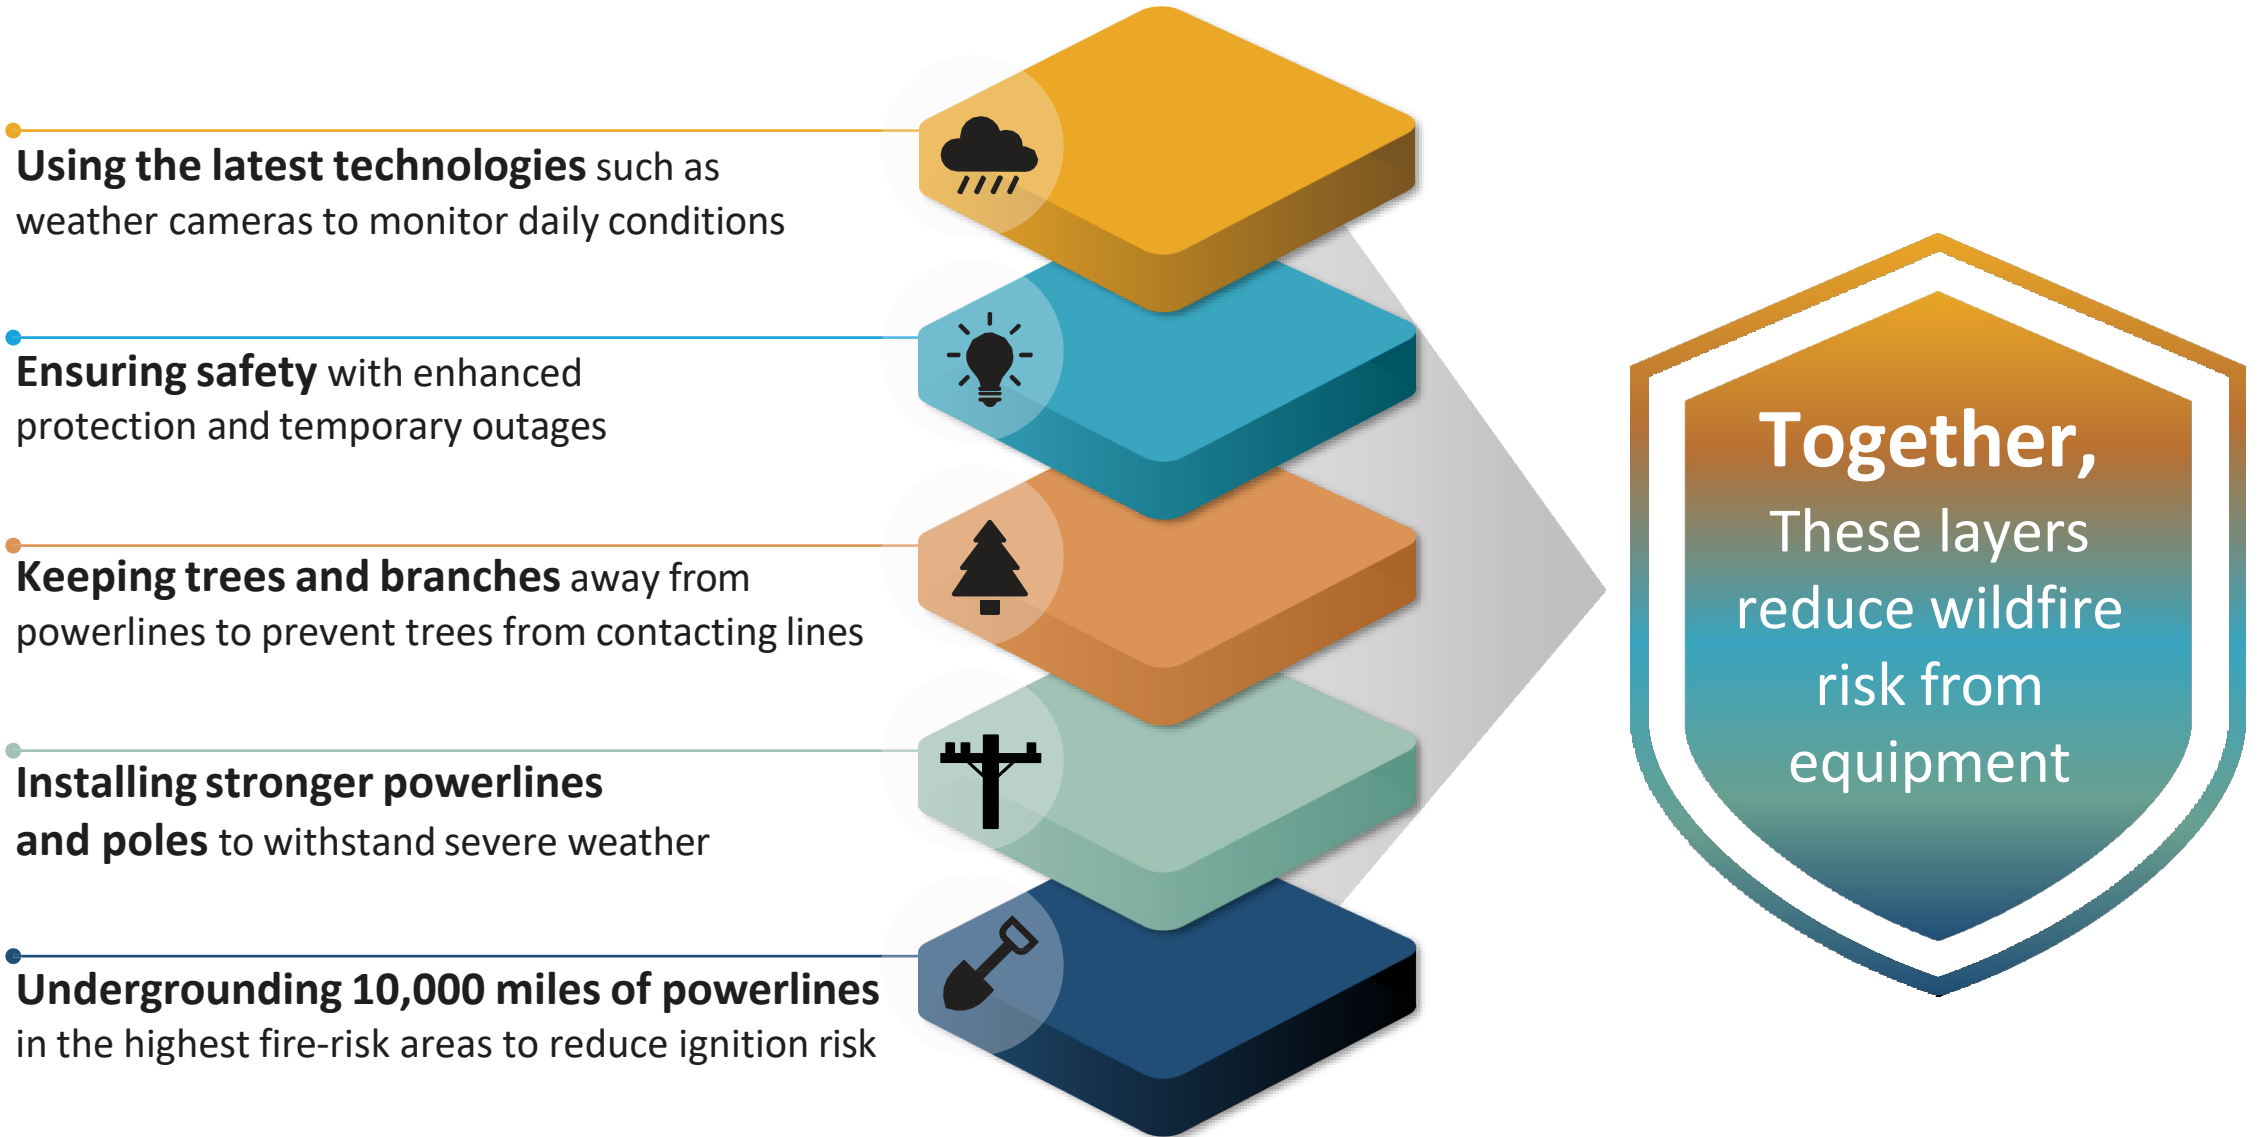 Using the latest technologies such as
weather cameras to monitor daily conditions
Ensuring safety with enhanced
protection and temporary outages
Keeping trees and branches away from
powerlines to prevent trees from contacting lines
Installing stronger powerlines
and poles to withstand severe weather
Undergrounding 10,000 miles of powerlines
in the highest fire-risk areas to reduce ignition risk
Together,
These layers
reduce wildfire
risk from
equipment